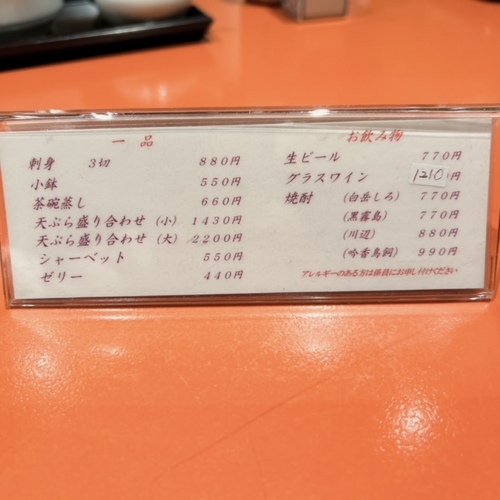 一品
刺身 3切 880円
小鉢 550円
茶碗蒸し 660円
天ぷら盛り合わせ (小) 1430円
天ぷら盛り合わせ (大) 2200円
シャーベット 550円
ゼリー 440円
お飲み物
生ビール 770円
グラスワイン 1210円
焼酎 (白岳しろ) 770円
(黒霧島) 770円
(川辺) 880円
(吟香鳥飼) 990円
アレルギーのある方は係員にお申し付けください